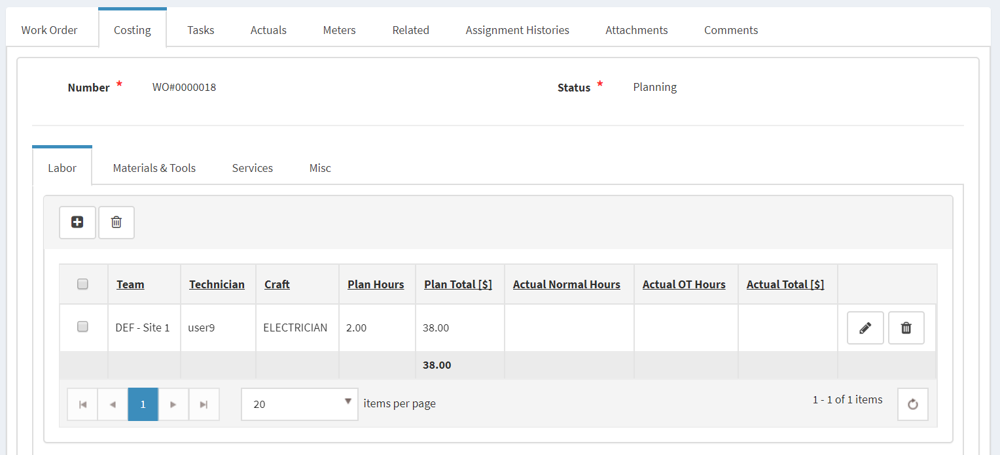 Work Order Costing Tasks Actuals Meters Related Assignment Histories Attachments Comments
Number * WO#0000018 Status * Planning
Labor Materials & Tools Services Misc
Team Technician Craft Plan Hours Plan Total [$] Actual Normal Hours Actual OT Hours Actual Total [$]
DEF - Site 1 user9 ELECTRICIAN 2.00 38.00
38.00
1 20 items per page 1 - 1 of 1 items